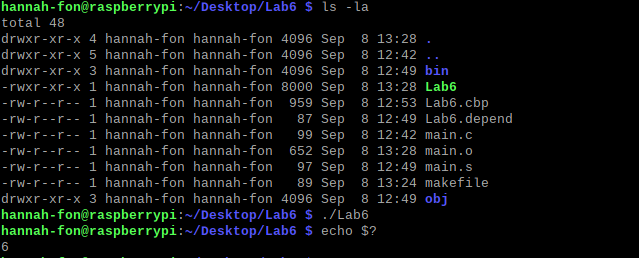 hannah-fon@raspberrypi:~/Desktop/Lab6 $ ls -la
total 48
drwxr-xr-x 4 hannah-fon hannah-fon 4096 Sep  8 13:28 .
drwxr-xr-x 5 hannah-fon hannah-fon 4096 Sep  8 12:42 ..
drwxr-xr-x 3 hannah-fon hannah-fon 4096 Sep  8 12:49 bin
-rwxr-xr-x 1 hannah-fon hannah-fon 8000 Sep  8 13:28 Lab6
-rw-r--r-- 1 hannah-fon hannah-fon  959 Sep  8 12:53 Lab6.cbp
-rw-r--r-- 1 hannah-fon hannah-fon   87 Sep  8 12:49 Lab6.depend
-rw-r--r-- 1 hannah-fon hannah-fon   99 Sep  8 12:42 main.c
-rw-r--r-- 1 hannah-fon hannah-fon  652 Sep  8 13:28 main.o
-rw-r--r-- 1 hannah-fon hannah-fon   97 Sep  8 12:49 main.s
-rw-r--r-- 1 hannah-fon hannah-fon   89 Sep  8 13:24 makefile
drwxr-xr-x 3 hannah-fon hannah-fon 4096 Sep  8 12:49 obj
hannah-fon@raspberrypi:~/Desktop/Lab6 $ ./Lab6
hannah-fon@raspberrypi:~/Desktop/Lab6 $ echo $?
6